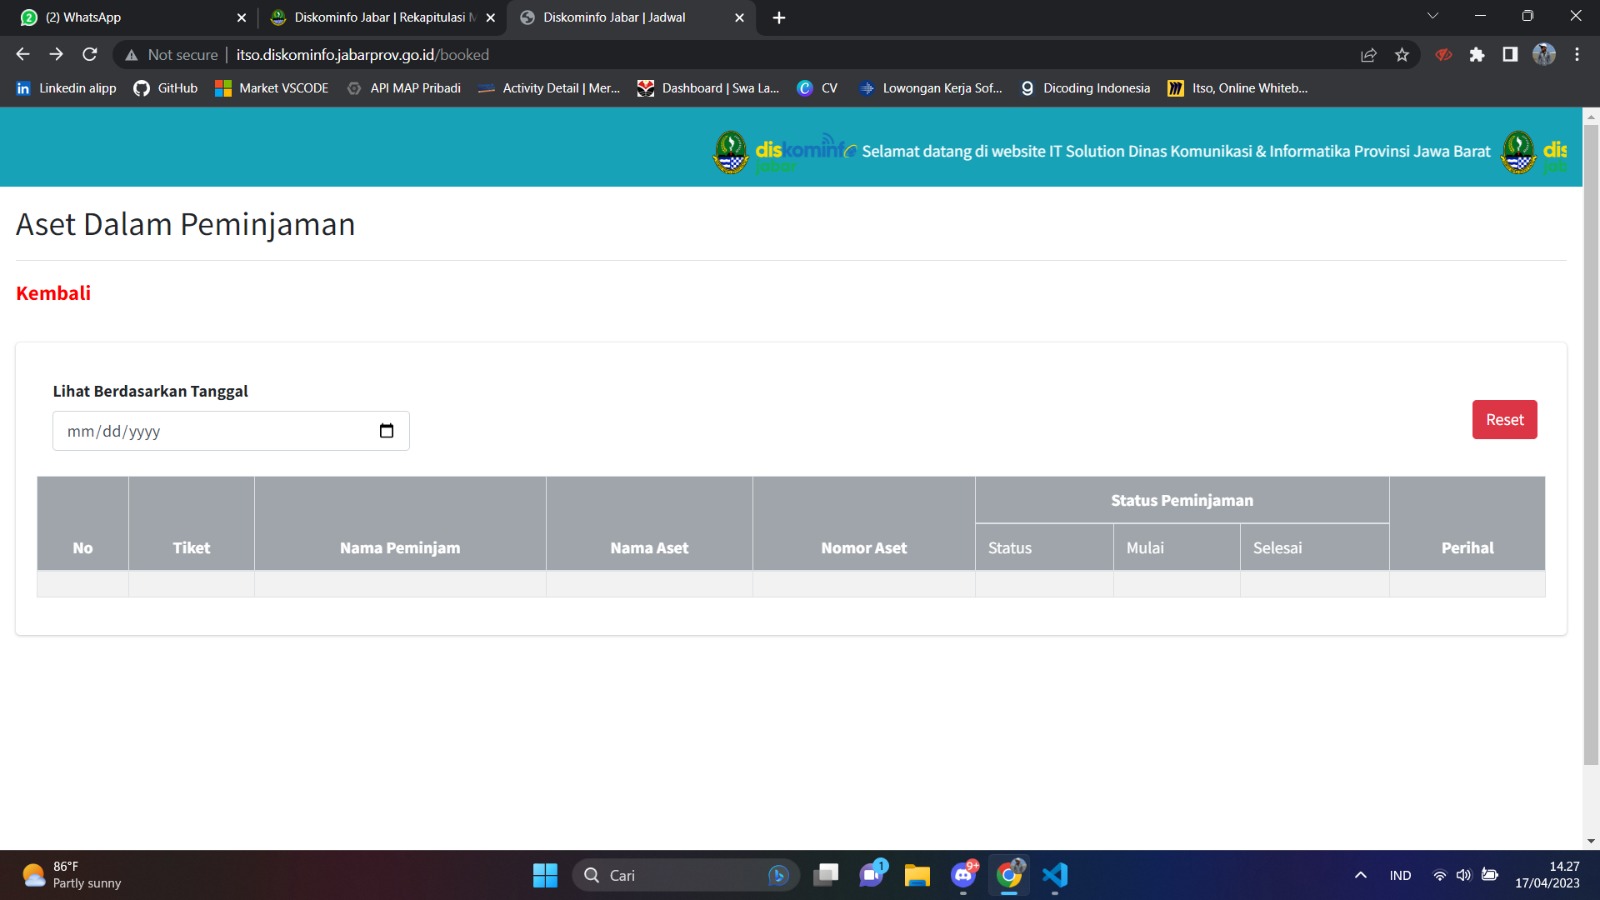 (2) WhatsApp
Diskominfo Jabar | Rekapitulasi M
Diskominfo Jabar | Jadwal
Not secure | itso.diskominfo.jabarprov.go.id/booked
Linkedin alipp
GitHub
Market VSCODE
API MAP Pribadi
Activity Detail | Mer...
Dashboard | Swa La...
CV
Lowongan Kerja Sof...
Dicoding Indonesia
Itso, Online Whiteb...
diskominfo
jabar
Selamat datang di website IT Solution Dinas Komunikasi & Informatika Provinsi Jawa Barat
dis
Aset Dalam Peminjaman
Kembali
Lihat Berdasarkan Tanggal
mm/dd/yyyy
Reset
Status Peminjaman
No Tiket Nama Peminjam Nama Aset Nomor Aset Status Mulai Selesai Perihal
86°F
Partly sunny
Cari
1
9+
IND
14.27
17/04/2023